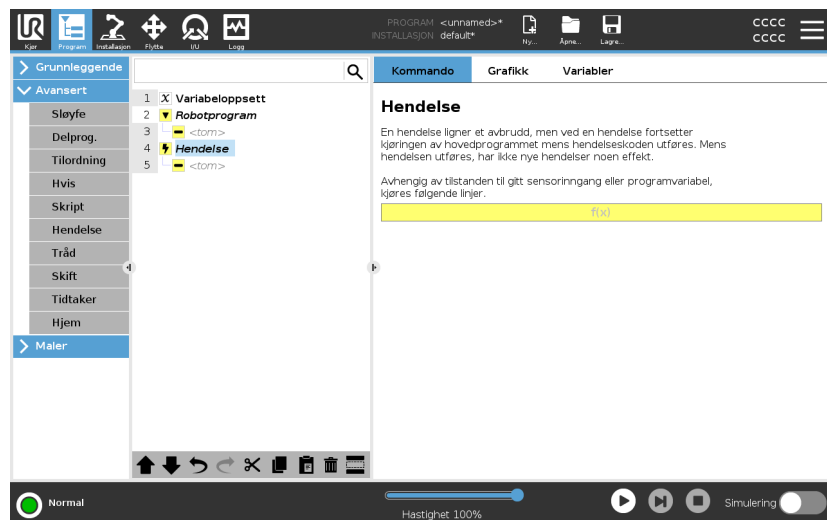 UR
Kjør
Program
Installasjon
Flytte
I/U
Logg
PROGRAM <unnamed>*
INSTALLASJON default*
Ny...
Åpne...
Lagre...
CCCC
CCCC
Grunnleggende
Avansert
Sløyfe
Delprog.
Tilordning
Hvis
Skript
Hendelse
Tråd
Skift
Tidtaker
Hjem
Maler
1 X Variabeloppsett
2 Robotprogram
3 <tom>
4 Hendelse
5 <tom>
Kommando
Grafikk
Variabler
Hendelse
En hendelse ligner et avbrudd, men ved en hendelse fortsetter
kjøringen av hovedprogrammet mens hendelseskoden utføres. Mens
hendelsen utføres, har ikke nye hendelser noen effekt.
Avhengig av tilstanden til gitt sensorinngang eller programvariabel,
kjøres følgende linjer.
f(x)
Normal
Hastighet 100%
Simulering